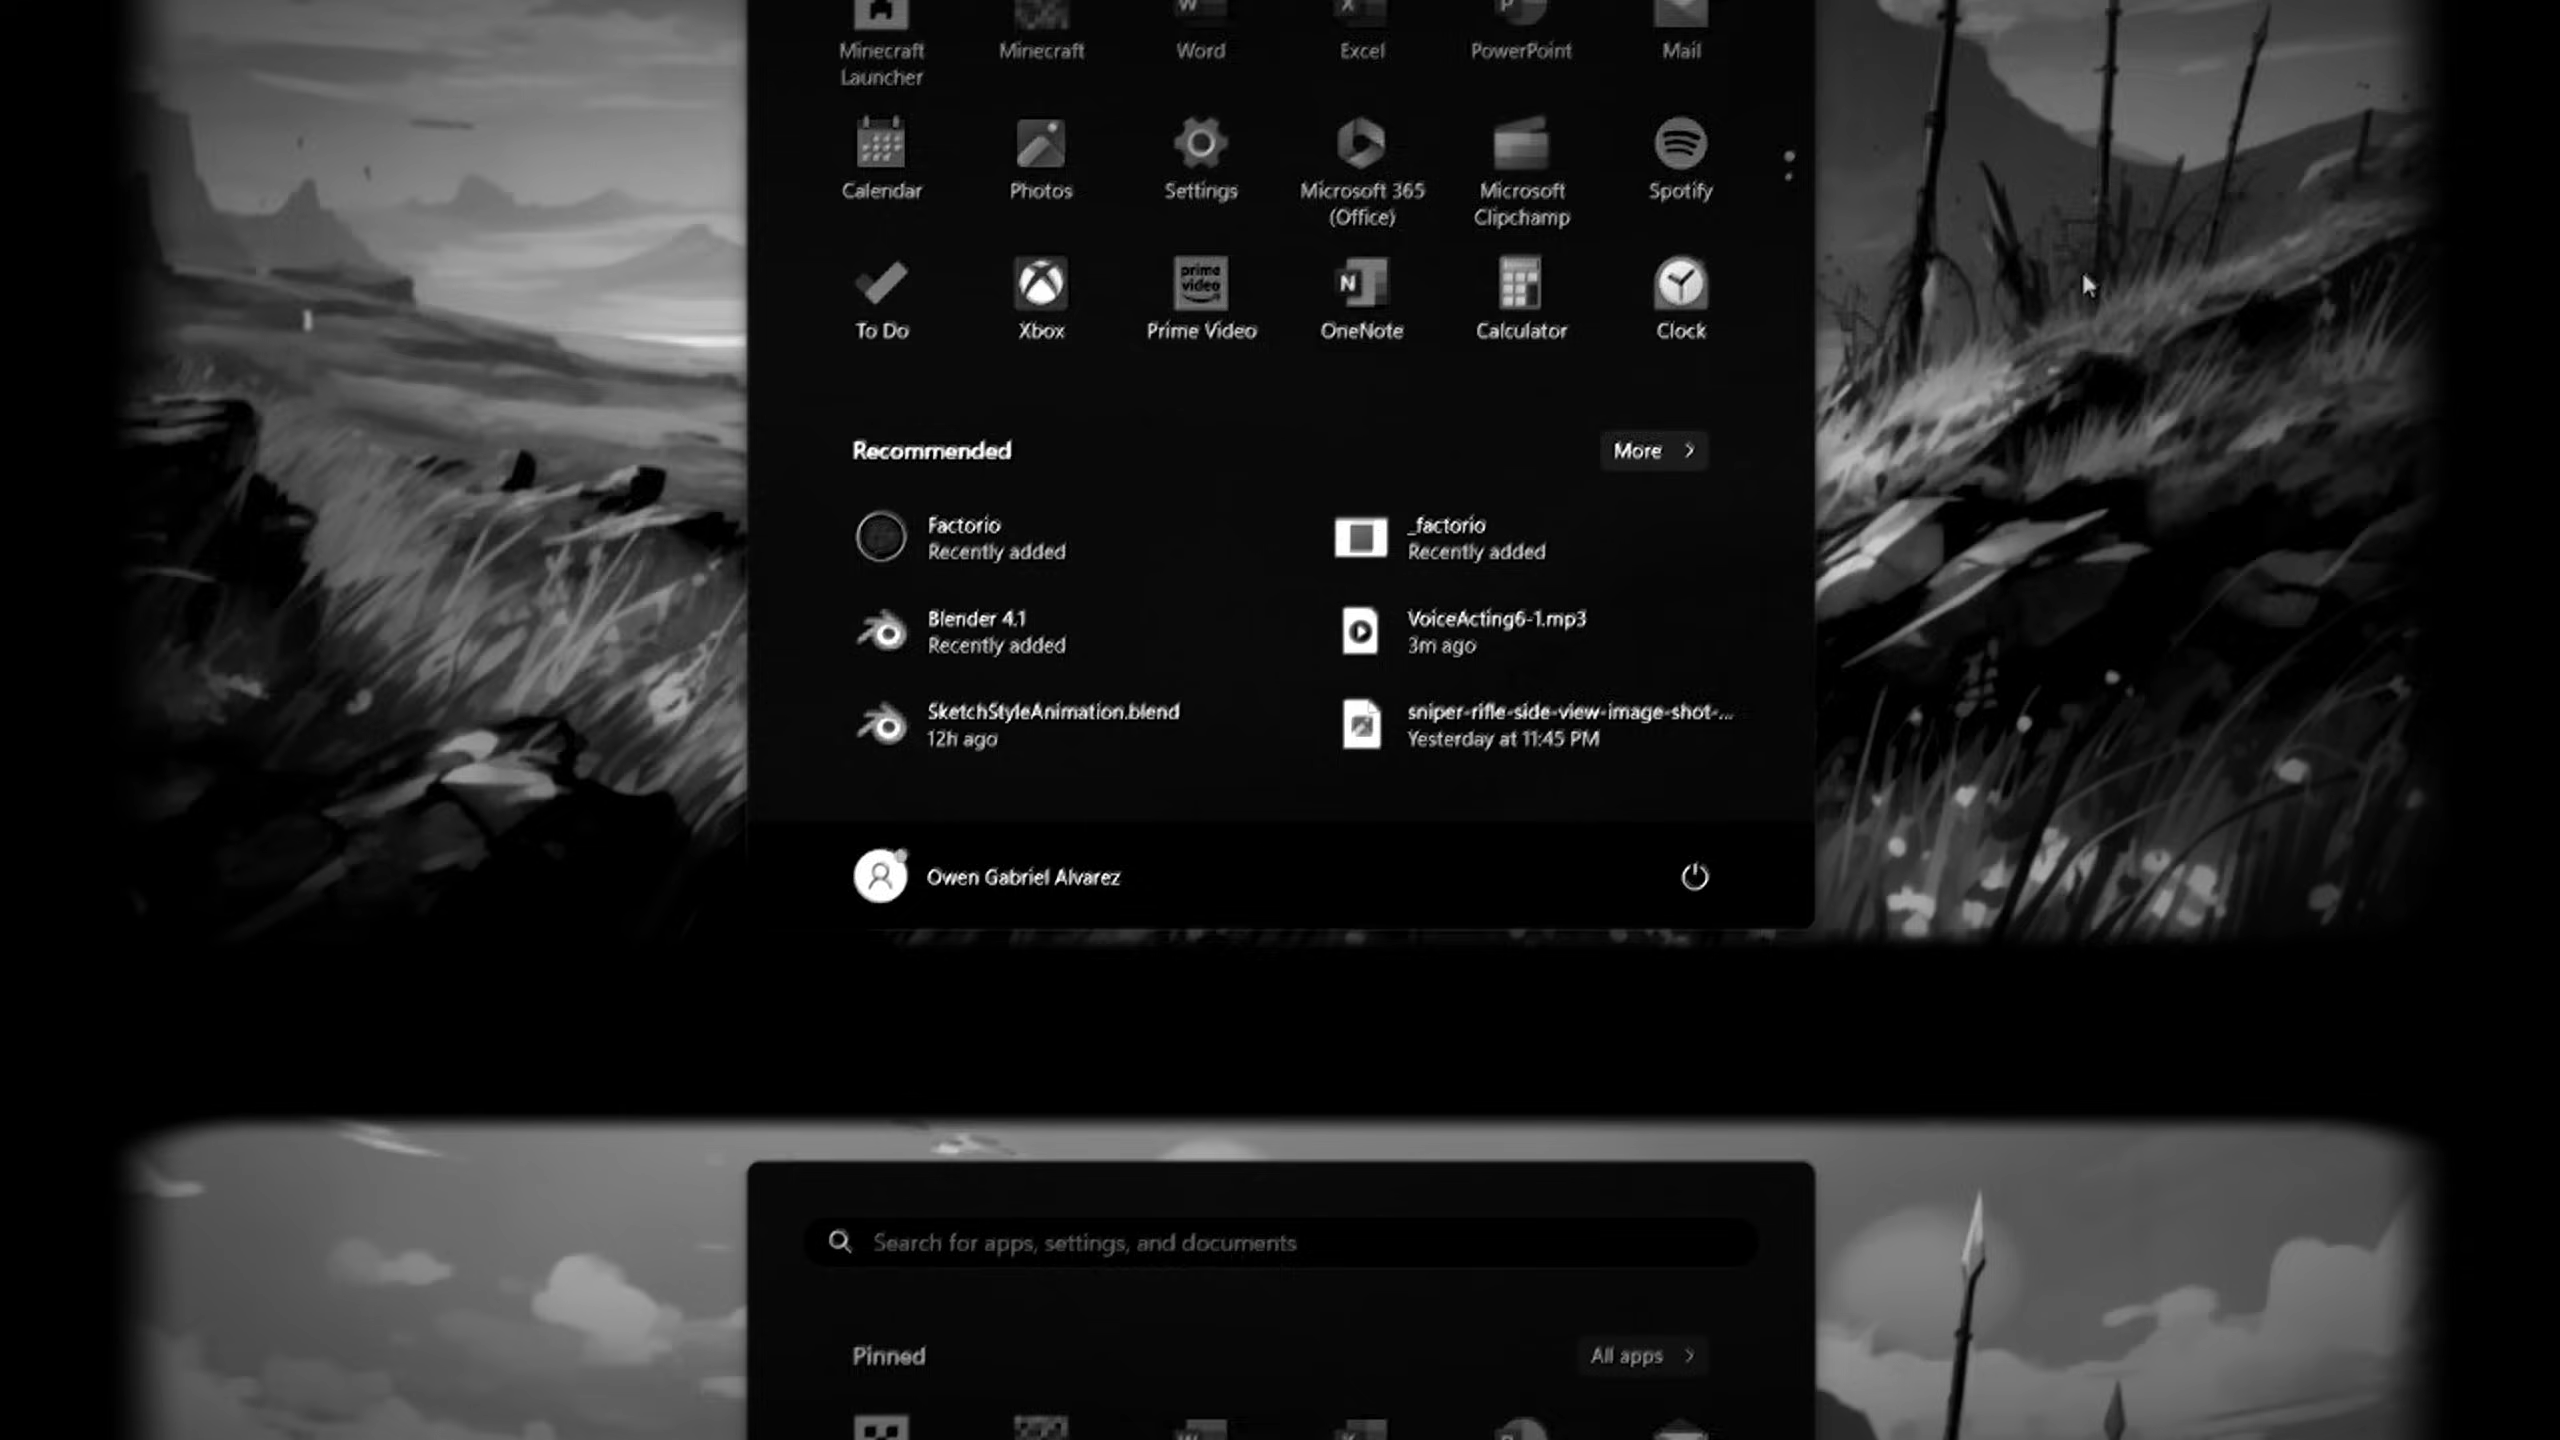 Minecraft Launcher
Minecraft
Word
Excel
PowerPoint
Mail
Calendar
Photos
Settings
Microsoft 365 (Office)
Microsoft Clipchamp
Spotify
To Do
Xbox
prime video
Prime Video
N
OneNote
Calculator
Clock
Recommended
More
Factorio
Recently added
_factorio
Recently added
Blender 4.1
Recently added
VoiceActing6-1.mp3
3m ago
SketchStyleAnimation.blend
12h ago
sniper-rifle-side-view-image-shot-...
Yesterday at 11:45 PM
Owen Gabriel Alvarez
Search for apps, settings, and documents
Pinned
All apps